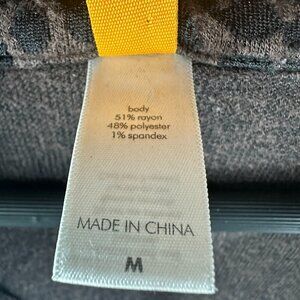 body
51% rayon
48% polyester
1% spandex
MADE IN CHINA
M